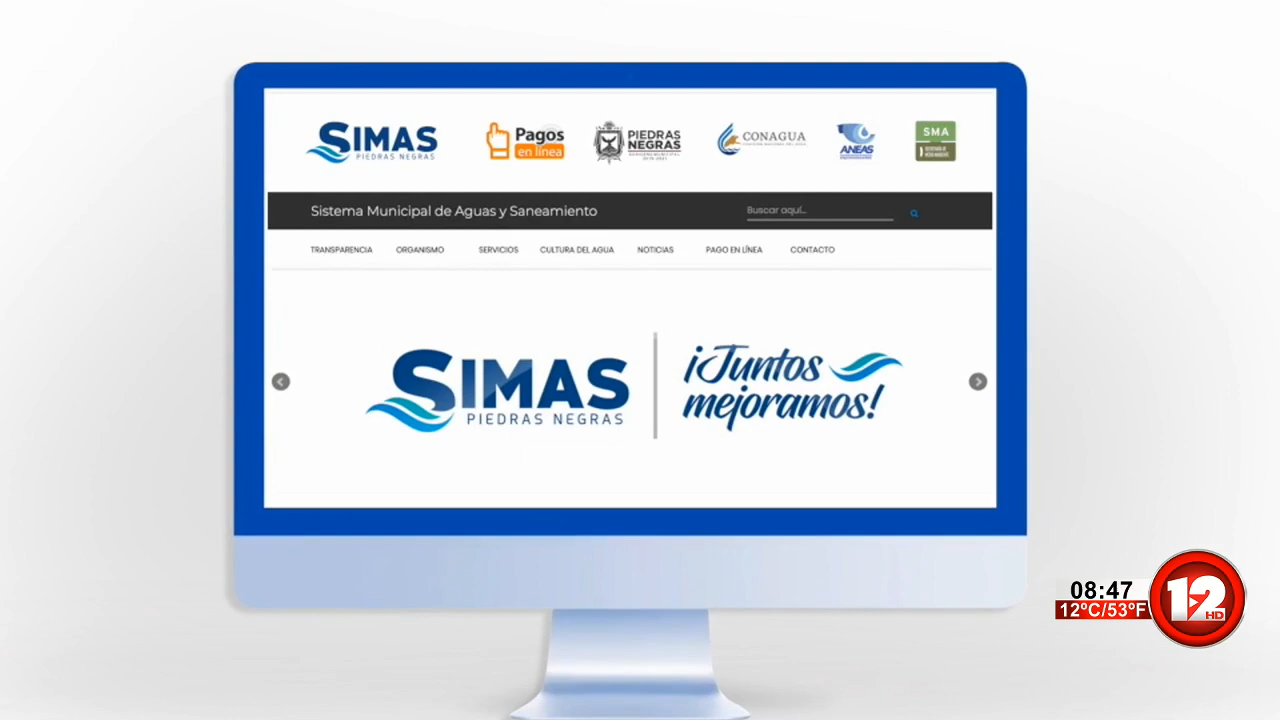 SIMAS
PIEDRAS NEGRAS
Pagos
en línea
PIEDRAS
NEGRAS
CONAGUA
ANEAS
SMA
Sistema Municipal de Aguas y Saneamiento
Buscar aquí...
TRANSPARENCIA ORGANISMO SERVICIOS CULTURA DEL AGUA NOTICIAS PAGO EN LÍNEA CONTACTO
SIMAS
PIEDRAS NEGRAS
¡Juntos
mejoramos!
08:47
12ºC/53ºF
12
HD